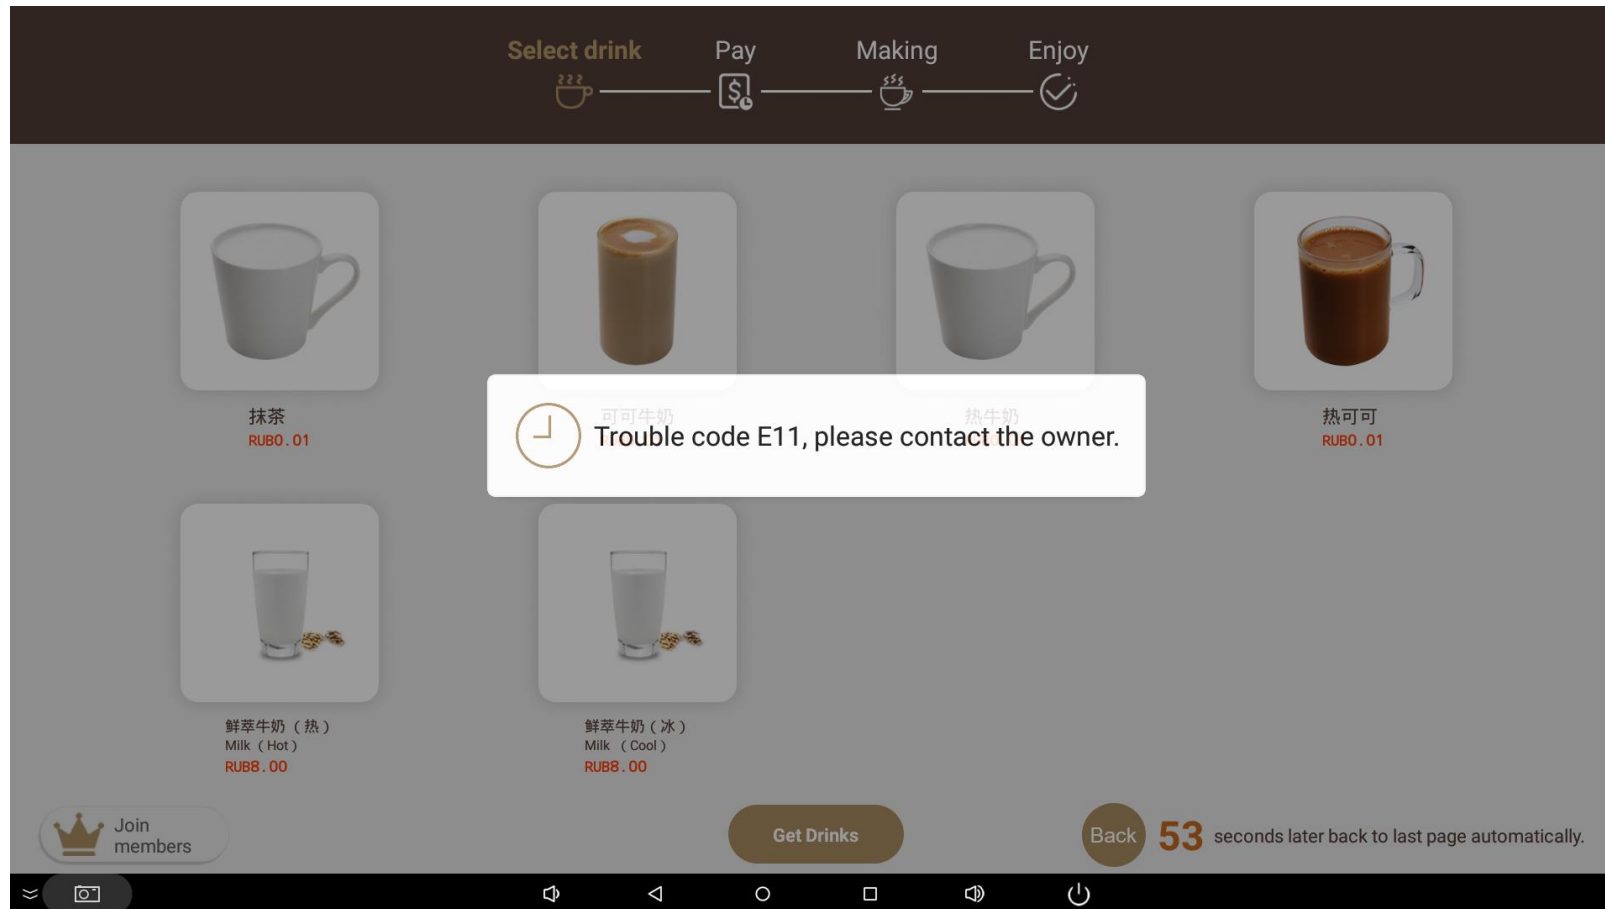 Select drink
Pay
Making
Enjoy
抹茶
RUB0.01
可可牛奶
热牛奶
热可可
RUB0.01
Trouble code E11, please contact the owner.
鲜萃牛奶（热）
Milk （Hot）
RUB8.00
鲜萃牛奶（冰）
Milk （Cool）
RUB8.00
Join
members
Get Drinks
Back
53 seconds later back to last page automatically.